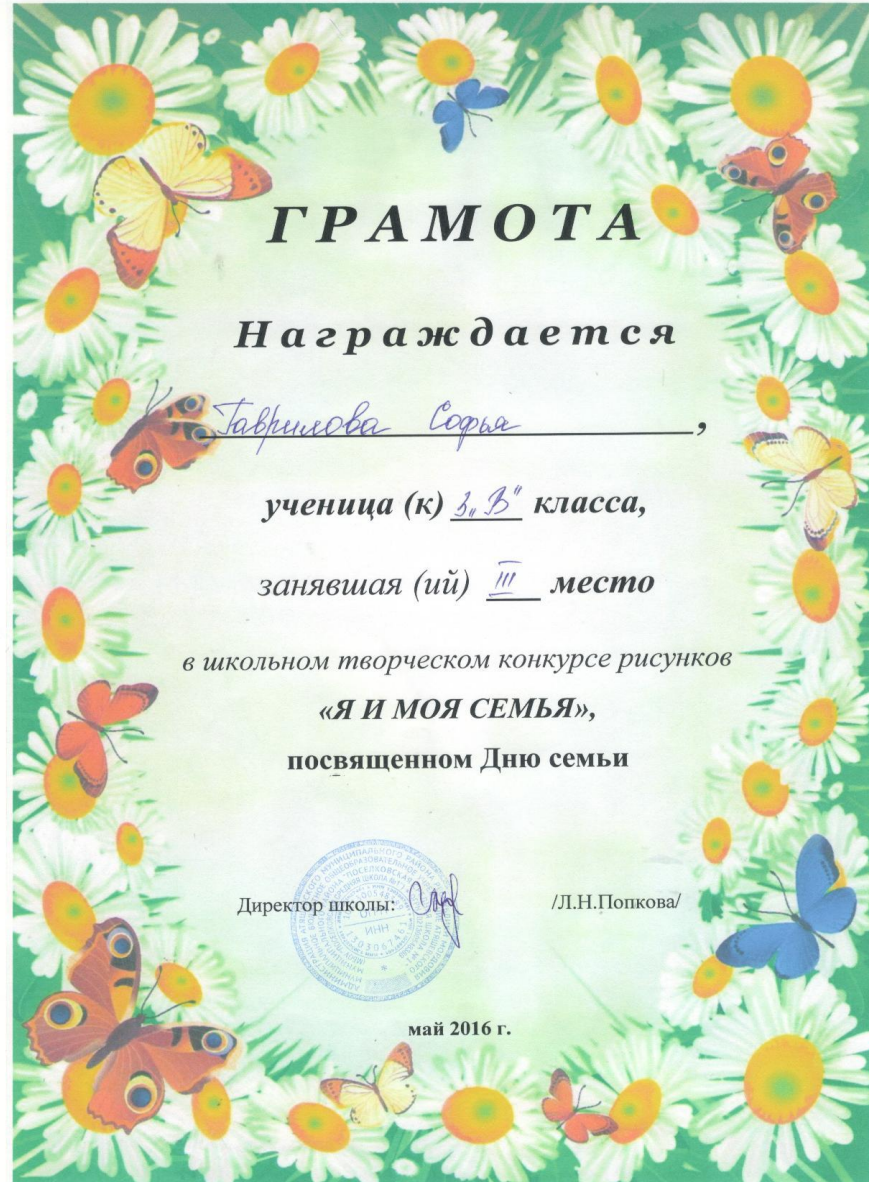 ГРАМОТА
Награждается
Гаврилова Софья,
ученица (к) 3 „В" класса,
занявшая (ий) III место
в школьном творческом конкурсе рисунков
«Я И МОЯ СЕМЬЯ»,
посвященном Дню семьи
Директор школы: /Л.Н.Попкова/
май 2016 г.